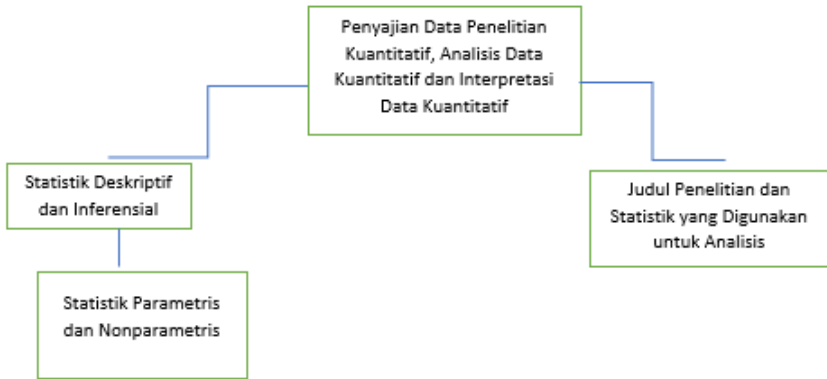 Penyajian Data Penelitian
Kuantitatif, Analisis Data
Kuantitatif dan Interpretasi
Data Kuantitatif
Statistik Deskriptif
dan Inferensial
Judul Penelitian dan
Statistik yang Digunakan
untuk Analisis
Statistik Parametris
dan Nonparametris